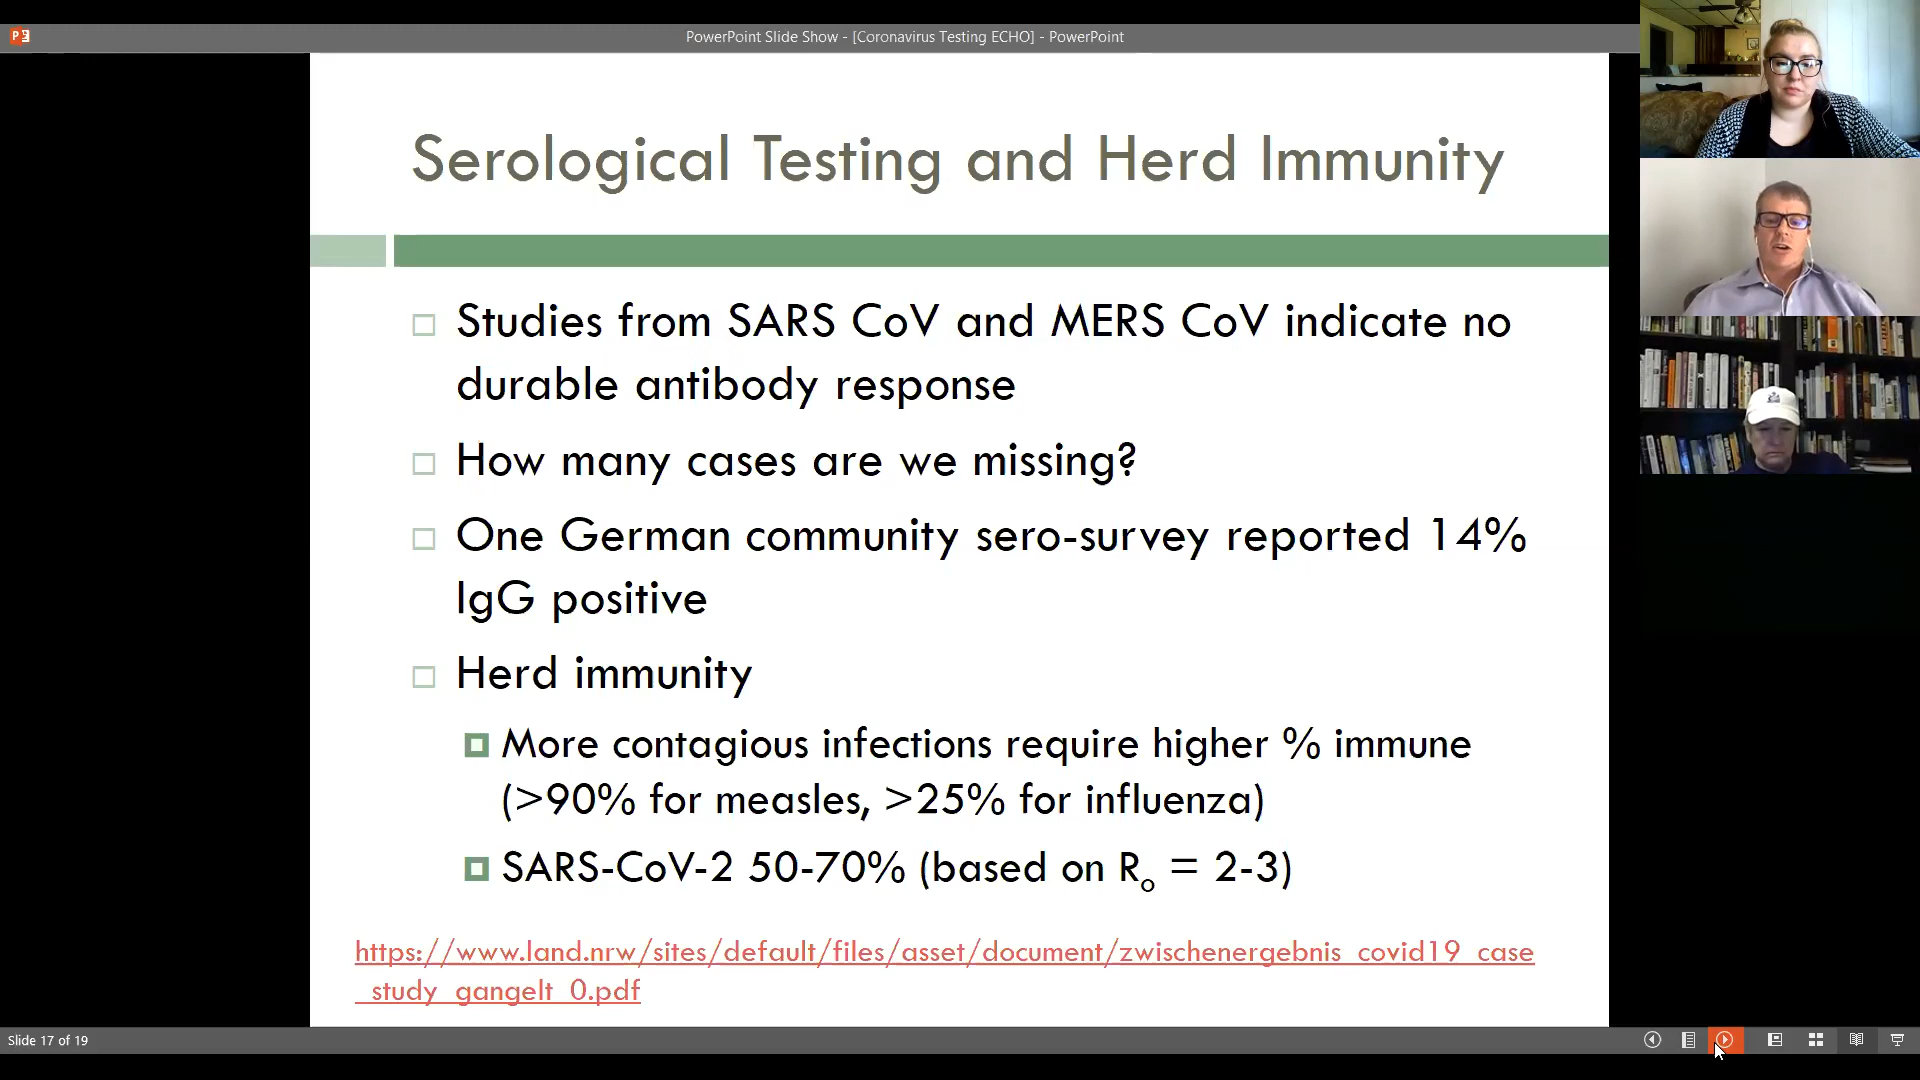 PowerPoint Slide Show - [Coronavirus Testing ECHO] - PowerPoint
Serological Testing and Herd Immunity
Studies from SARS CoV and MERS CoV indicate no
durable antibody response
How many cases are we missing?
One German community sero-survey reported 14%
IgG positive
Herd immunity
More contagious infections require higher % immune
(>90% for measles, >25% for influenza)
SARS-CoV-2 50-70% (based on Ro = 2-3)
https://www.land.nrw/sites/default/files/asset/document/zwischenergebnis_covid19_case
_study_gangelt_0.pdf
Slide 17 of 19